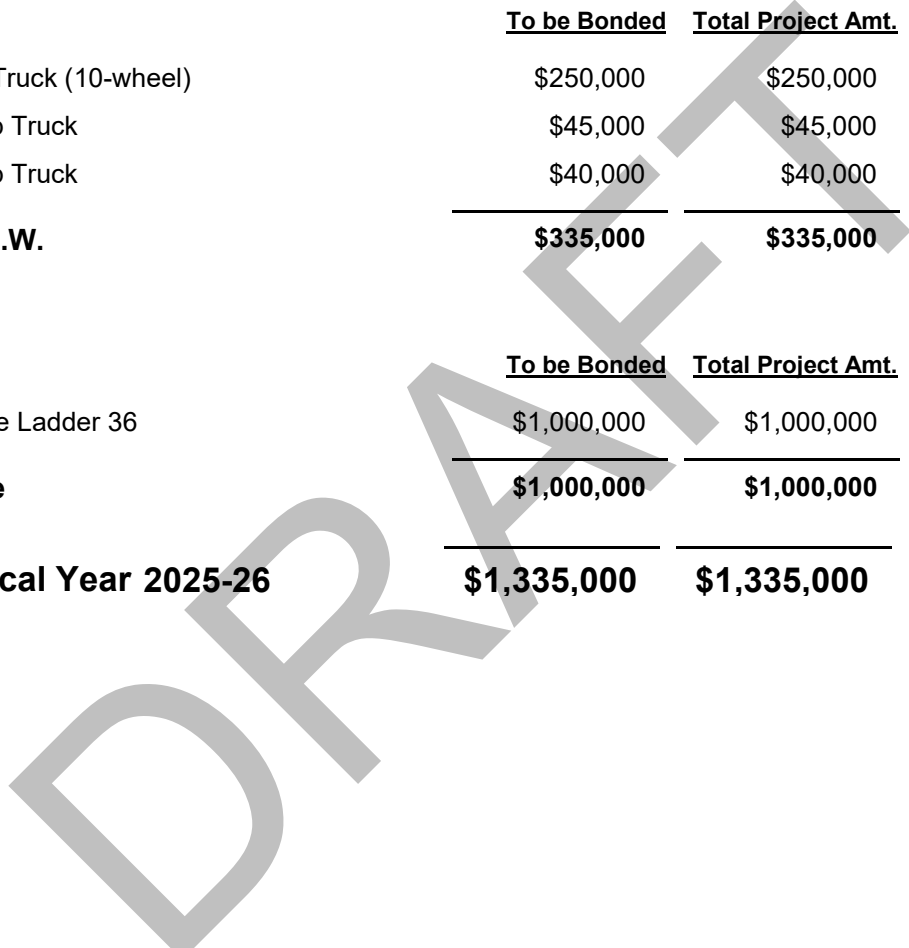 To be Bonded Total Project Amt.
Truck (10-wheel) $250,000 $250,000
o Truck $45,000 $45,000
o Truck $40,000 $40,000
.W. $335,000 $335,000
To be Bonded Total Project Amt.
e Ladder 36 $1,000,000 $1,000,000
e $1,000,000 $1,000,000
cal Year 2025-26 $1,335,000 $1,335,000
DRAFT